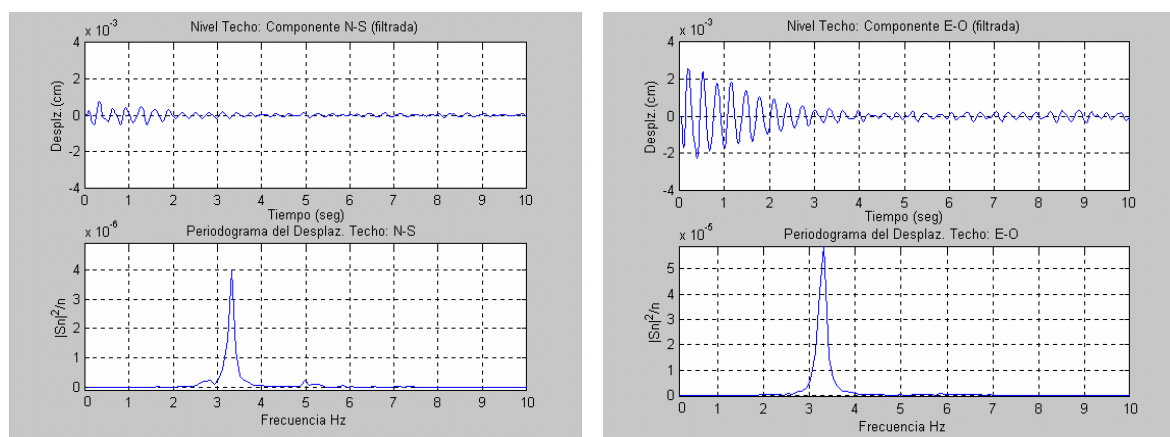 Nivel Techo: Componente N-S (filtrada)
x 10^-3
4
2
0
-2
-4
Desplz.(cm)
0 1 2 3 4 5 6 7 8 9 10
Tiempo (seg)
Periodograma del Desplaz. Techo: N-S
x 10^-6
4
3
2
1
0
|Sn|^2/n
0 1 2 3 4 5 6 7 8 9 10
Frecuencia Hz
Nivel Techo: Componente E-O (filtrada)
x 10^-3
4
2
0
-2
-4
Desplz.(cm)
0 1 2 3 4 5 6 7 8 9 10
Tiempo (seg)
Periodograma del Desplaz. Techo: E-O
x 10^-5
5
4
3
2
1
0
|Sn|^2/n
0 1 2 3 4 5 6 7 8 9 10
Frecuencia Hz